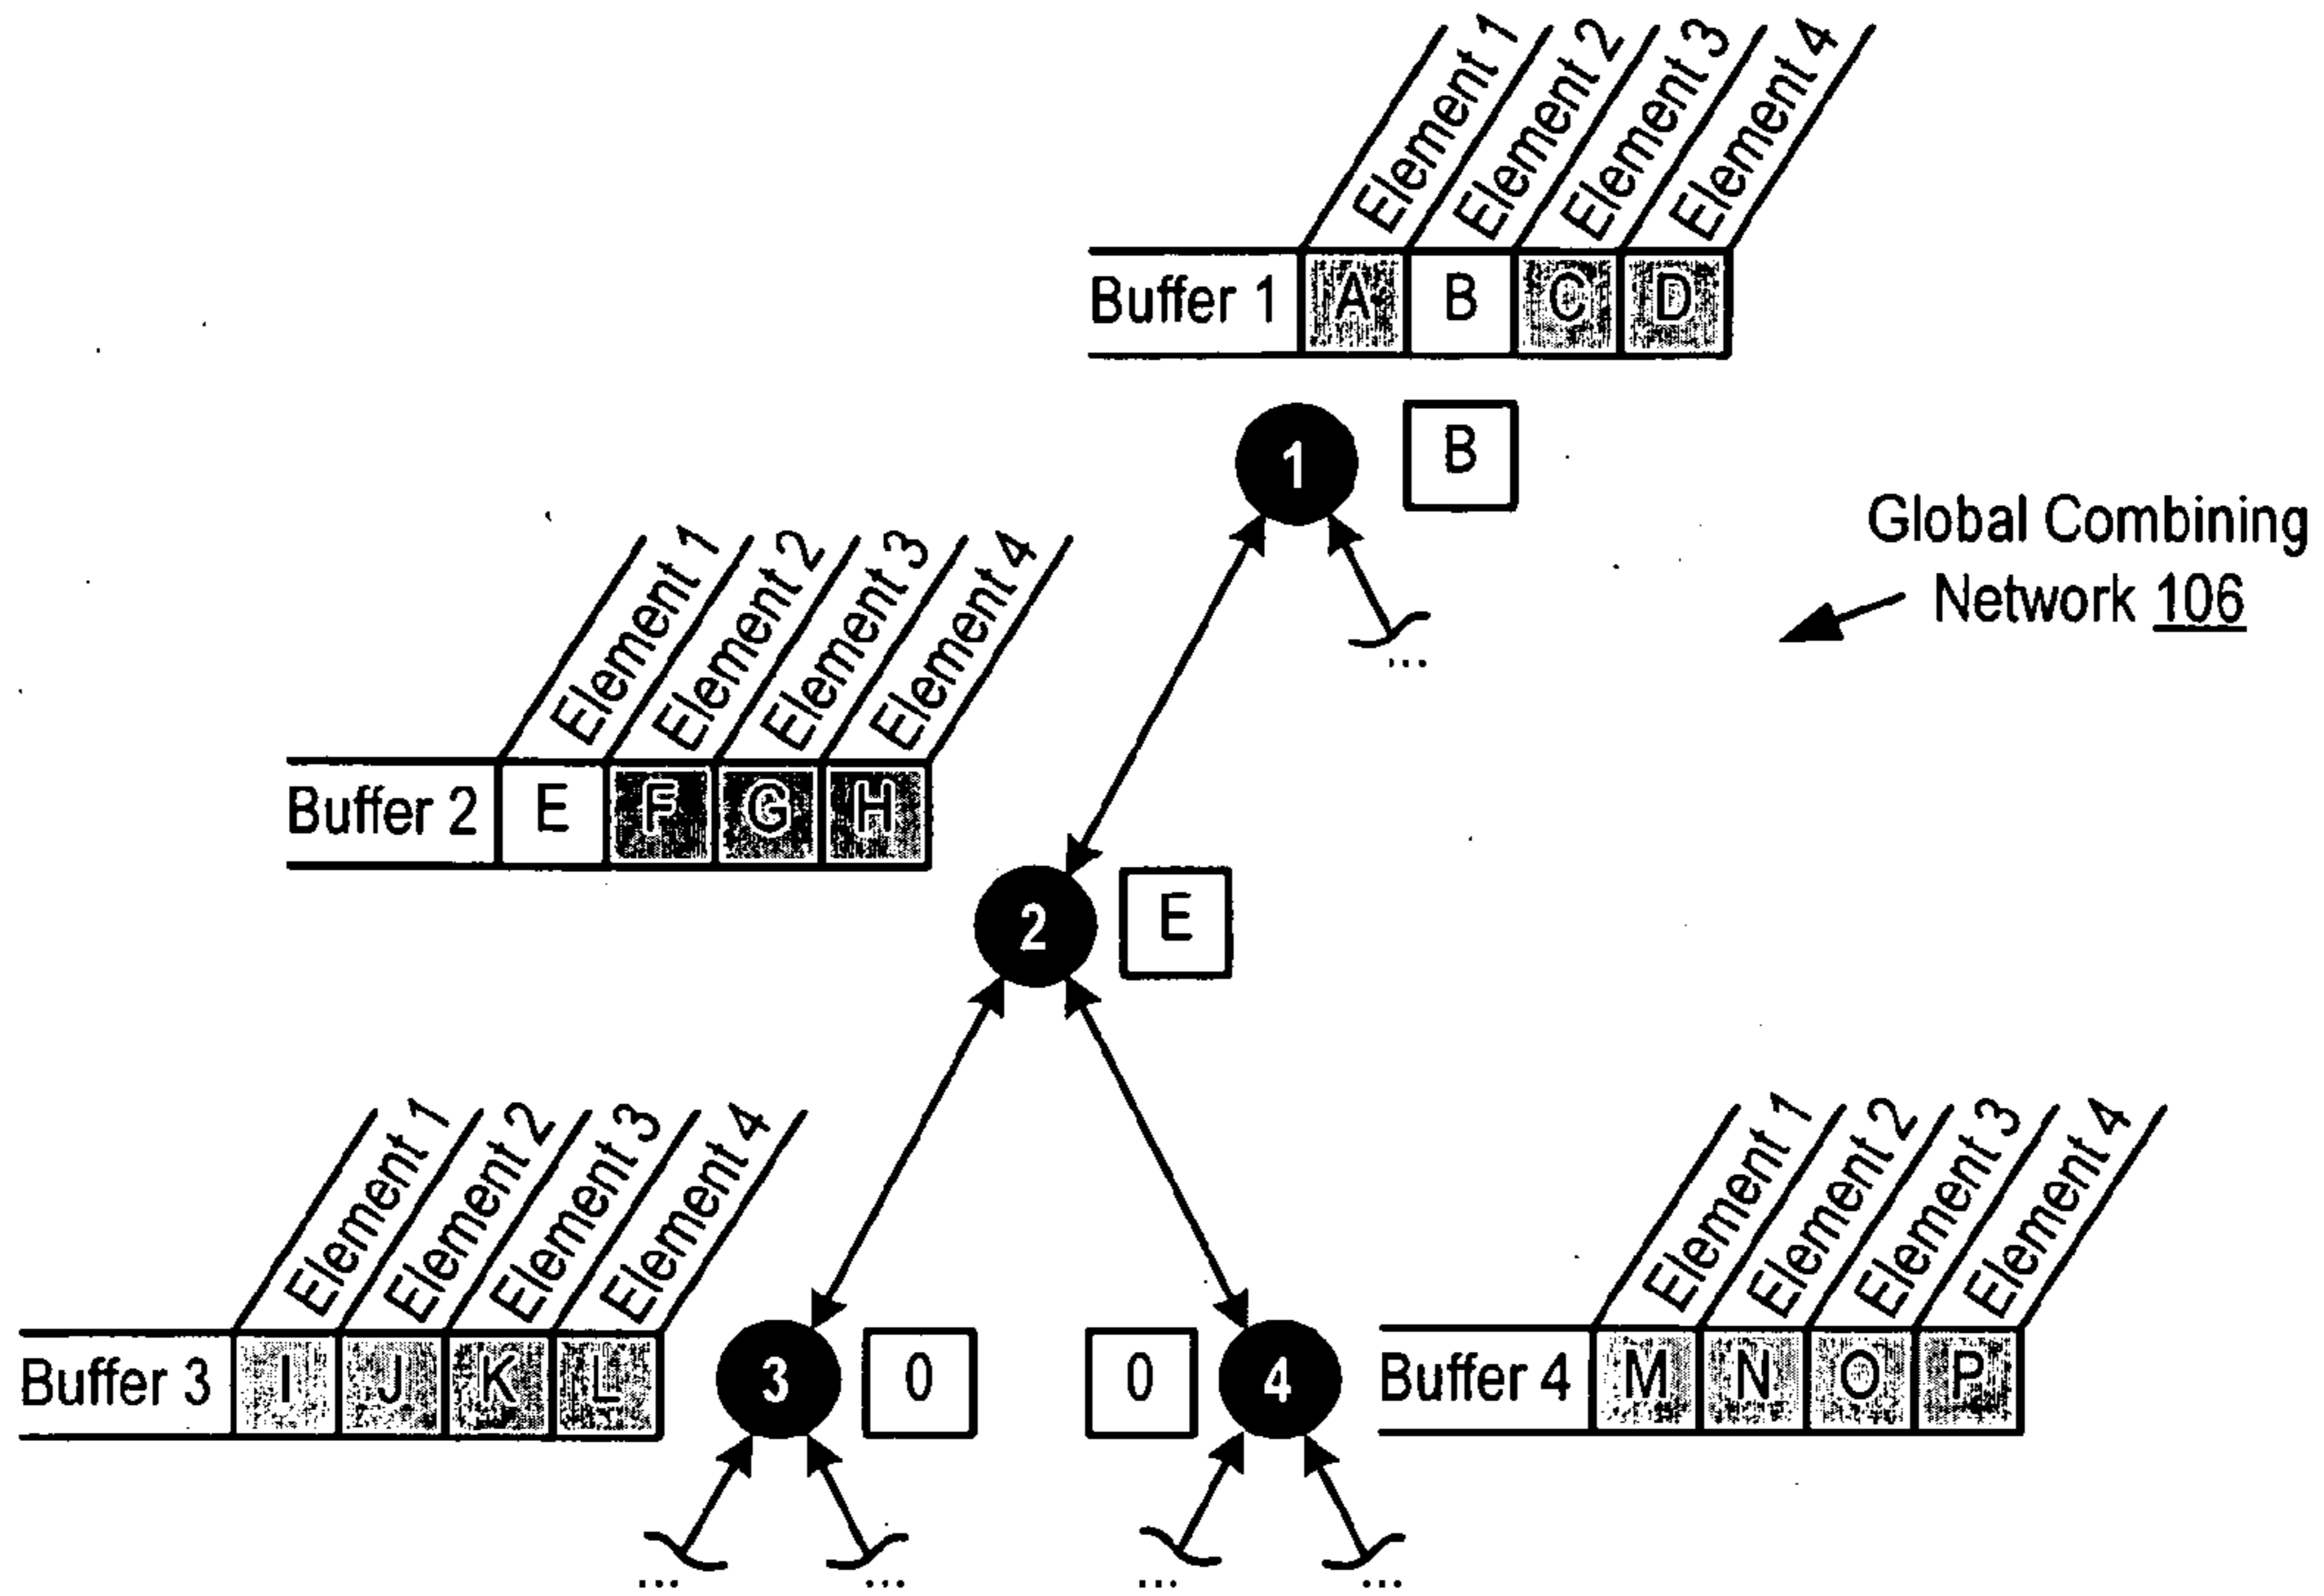 Element 1
Element 2
Element 3
Element 4
Buffer 1 A B C D
1 B
Global Combining
Network 106
...
Element 1
Element 2
Element 3
Element 4
Buffer 2 E F G H
2 E
Element 1
Element 2
Element 3
Element 4
Buffer 3 I J K L
3 0
0 4
Element 1
Element 2
Element 3
Element 4
Buffer 4 M N O P
... ... ... ...